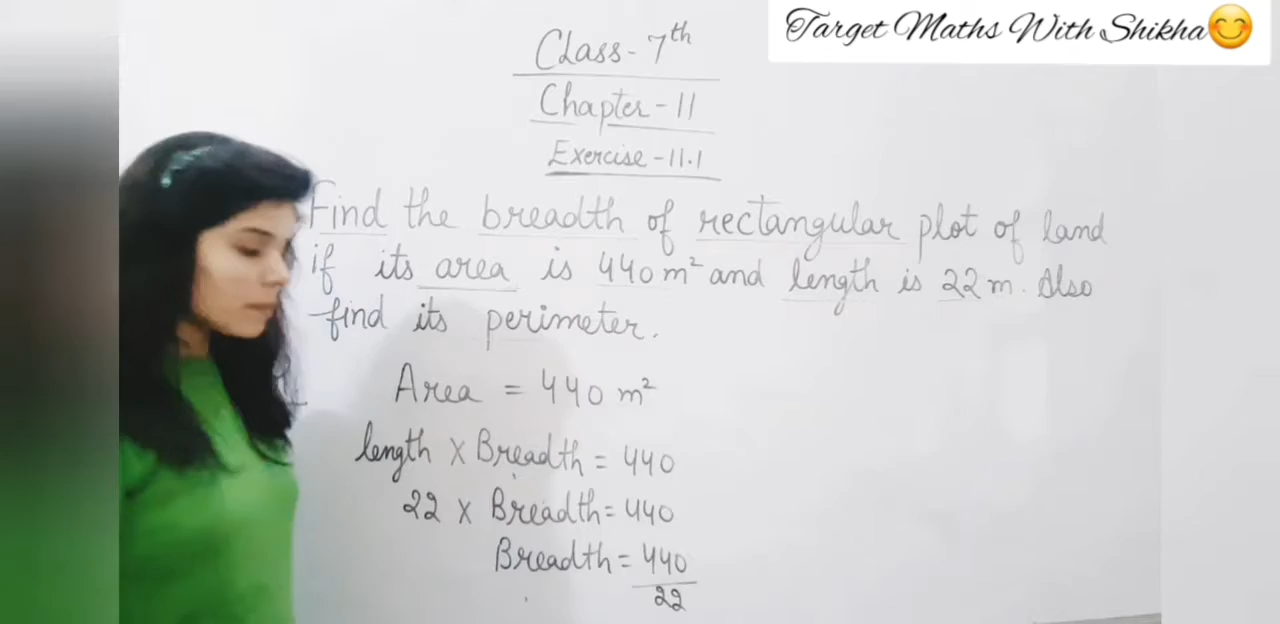 Target Maths With Shikha😊
Class-7th
Chapter-11
Exercise-11.1
Find the breadth of rectangular plot of land
if its area is 440 m² and length is 22 m. Also
find its perimeter.
Area = 440 m²
length × Breadth = 440
22 × Breadth = 440
Breadth = 440
22